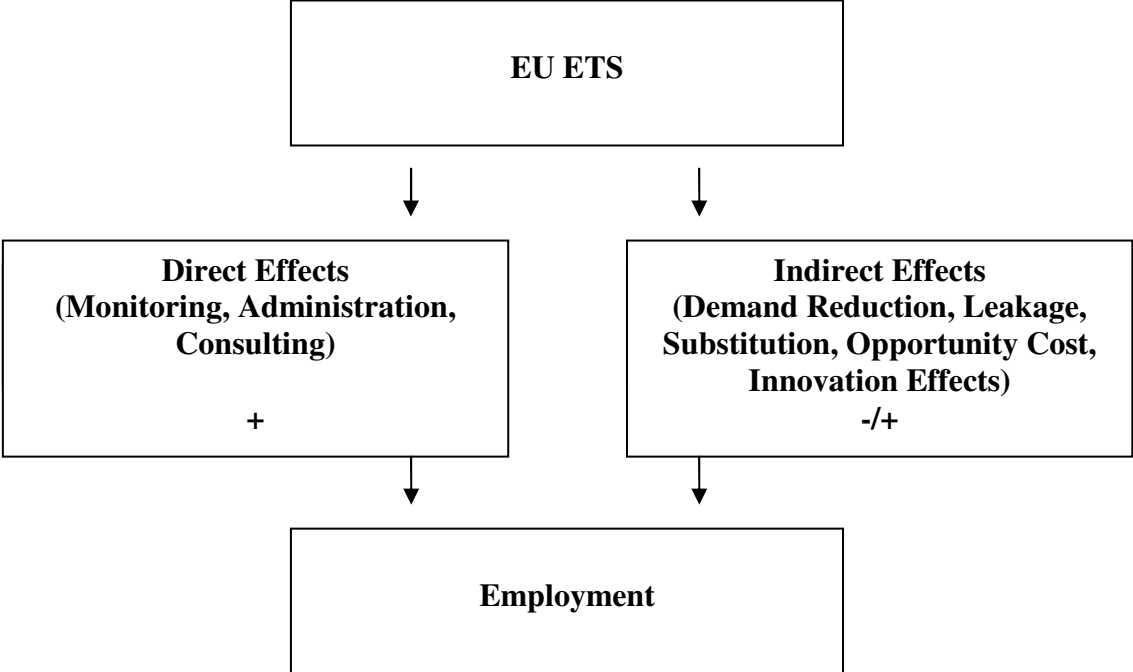 EU ETS
Direct Effects
(Monitoring, Administration,
Consulting)
+
Indirect Effects
(Demand Reduction, Leakage,
Substitution, Opportunity Cost,
Innovation Effects)
-/+
Employment